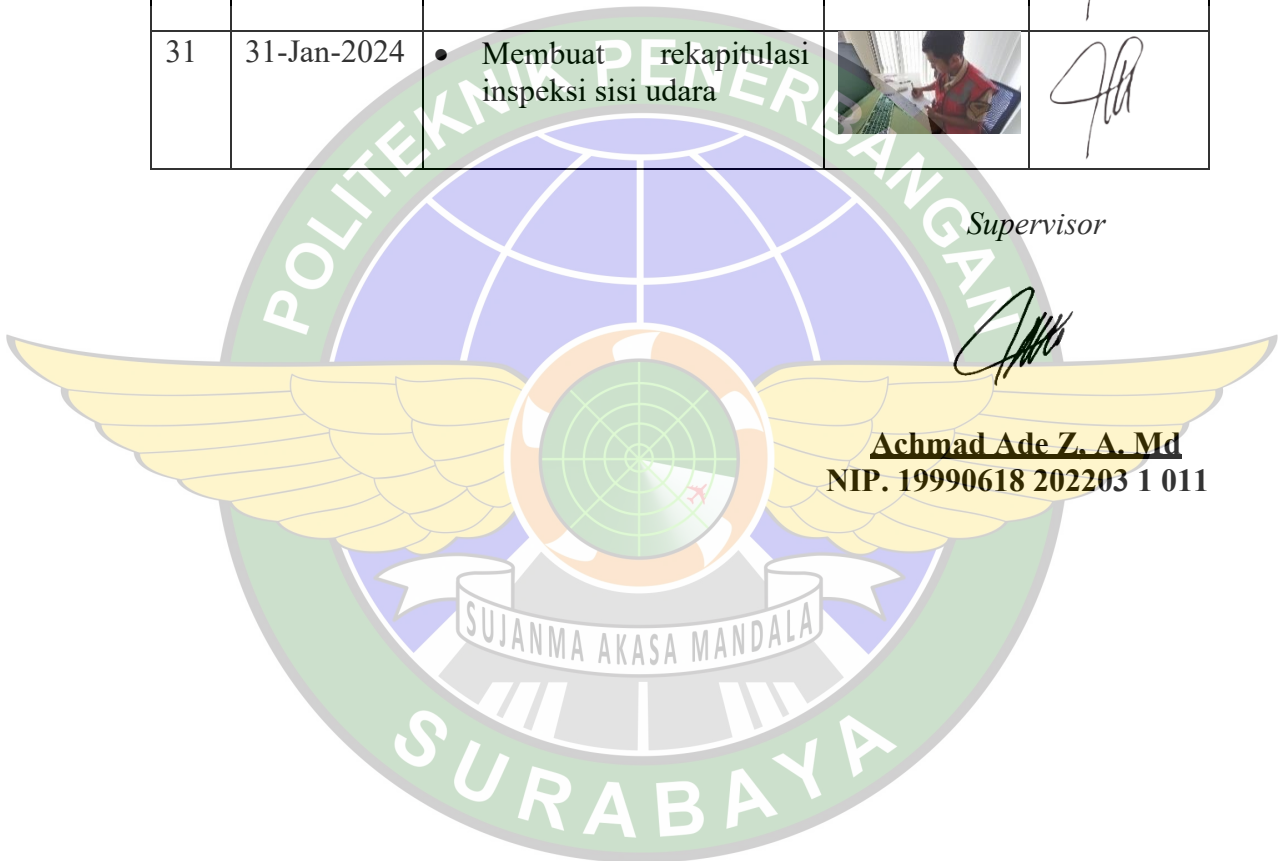 31 31-Jan-2024 • Membuat rekapitulasi
inspeksi sisi udara
Supervisor
Achmad Ade Z, A. Md
NIP. 19990618 202203 1 011
POLITEKNIK PENERBANGAN
SUJANMA AKASA MANDALA
SURABAYA